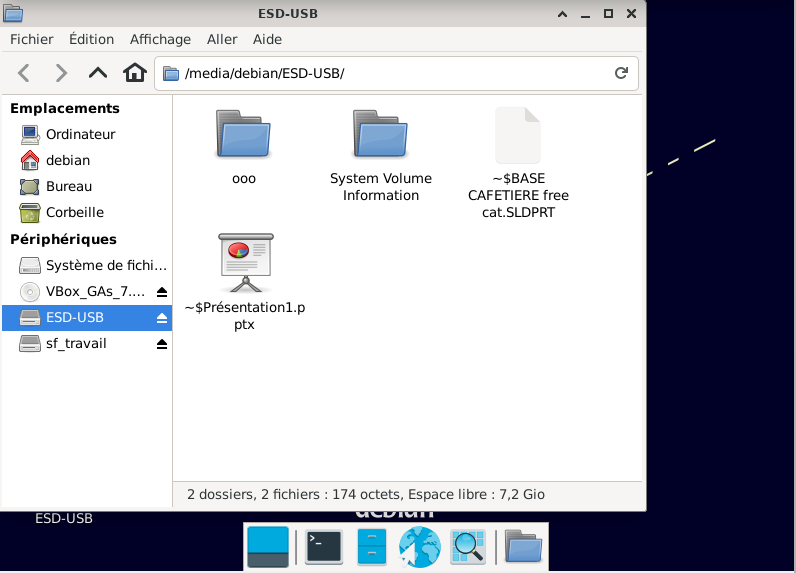 ESD-USB
Fichier Édition Affichage Aller Aide
/media/debian/ESD-USB/
Emplacements
Ordinateur
debian
Bureau
Corbeille
Périphériques
Système de fichi...
VBox_GAs_7....
ESD-USB
sf_travail
ooo
System Volume
Information
~$BASE
CAFETIERE free
cat.SLDPRT
~$Présentation1.p
ptx
2 dossiers, 2 fichiers : 174 octets, Espace libre : 7,2 Gio
ESD-USB
debian